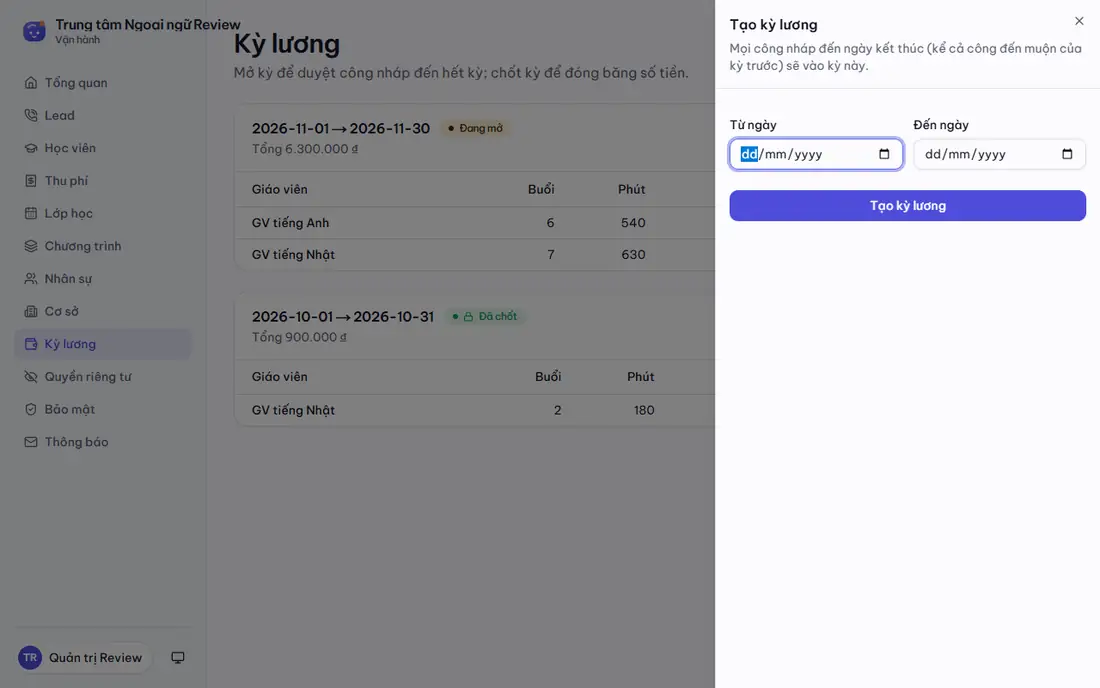 Trung tâm Ngoại ngữ Review
Vận hành
Tổng quan
Lead
Học viên
Thu phí
Lớp học
Chương trình
Nhân sự
Cơ sở
Kỳ lương
Quyền riêng tư
Bảo mật
Thông báo
TR Quản trị Review
Kỳ lương
Mở kỳ để duyệt công nháp đến hết kỳ; chốt kỳ để đóng băng số tiền.
2026-11-01→2026-11-30 Đang mở
Tổng 6.300.000 ₫
Giáo viên Buổi Phút
GV tiếng Anh 6 540
GV tiếng Nhật 7 630
2026-10-01→2026-10-31 Đã chốt
Tổng 900.000 ₫
Giáo viên Buổi Phút
GV tiếng Nhật 2 180
Tạo kỳ lương
Mọi công nháp đến ngày kết thúc (kể cả công đến muộn của
kỳ trước) sẽ vào kỳ này.
Từ ngày Đến ngày
dd/mm/yyyy dd/mm/yyyy
Tạo kỳ lương